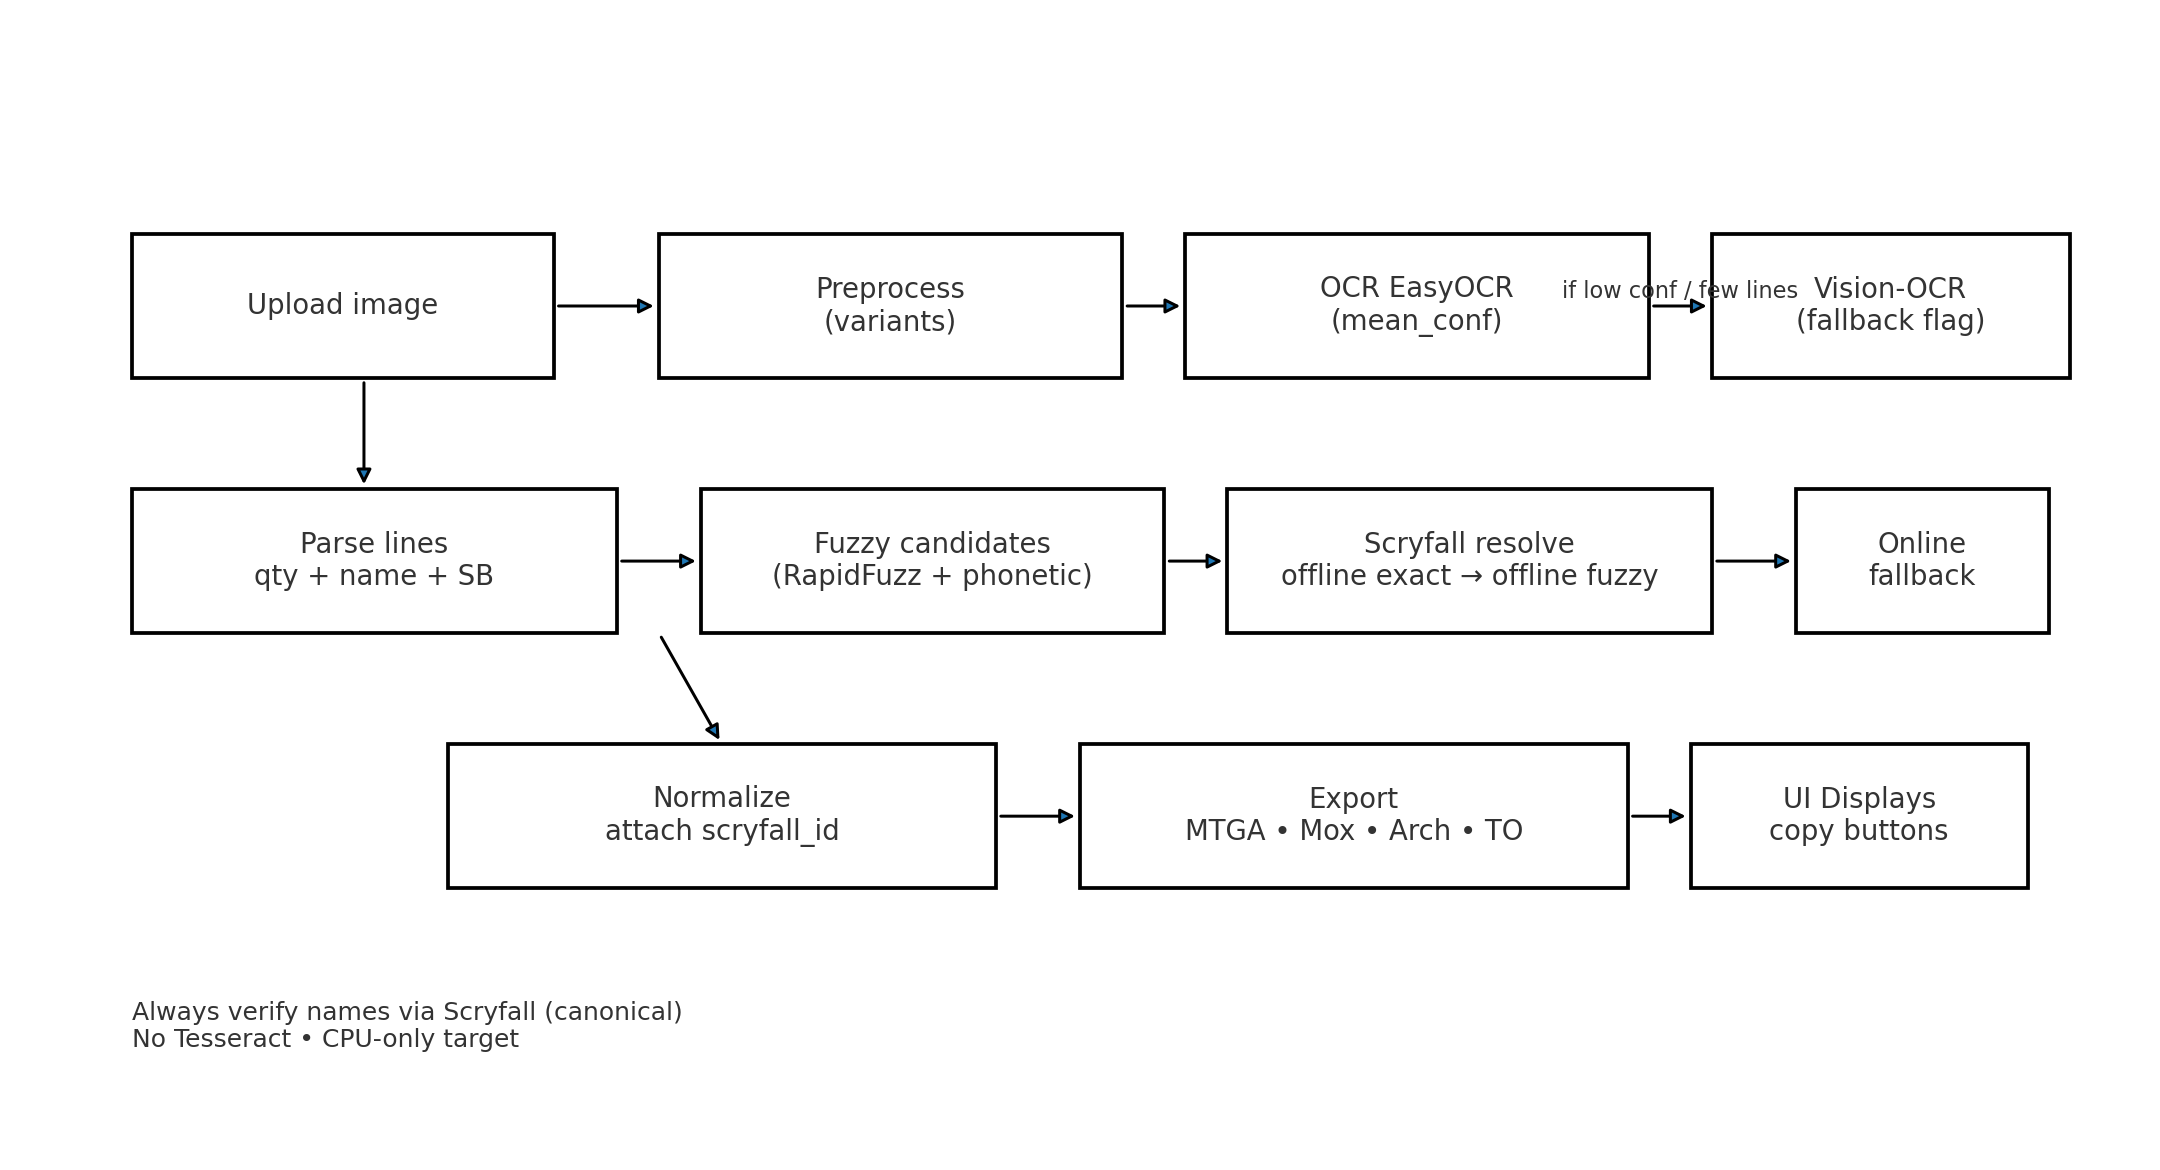 Upload image
Preprocess
(variants)
OCR EasyOCR
(mean_conf)
if low conf / few lines
Vision-OCR
(fallback flag)
Parse lines
qty + name + SB
Fuzzy candidates
(RapidFuzz + phonetic)
Scryfall resolve
offline exact → offline fuzzy
Online
fallback
Normalize
attach scryfall_id
Export
MTGA • Mox • Arch • TO
UI Displays
copy buttons
Always verify names via Scryfall (canonical)
No Tesseract • CPU-only target